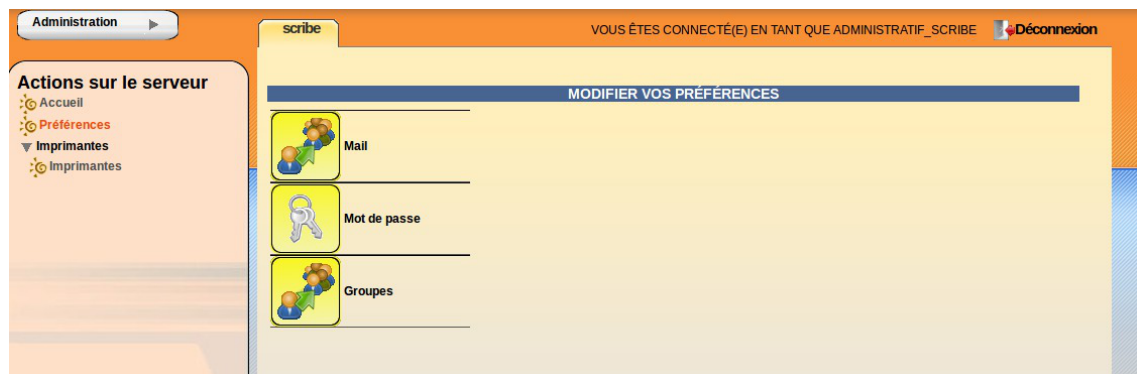 Administration
scribe
VOUS ÊTES CONNECTÉ(E) EN TANT QUE ADMINISTRATIF_SCRIBE
Déconnexion
Actions sur le serveur
Accueil
Préférences
Imprimantes
Imprimantes
MODIFIER VOS PRÉFÉRENCES
Mail
Mot de passe
Groupes